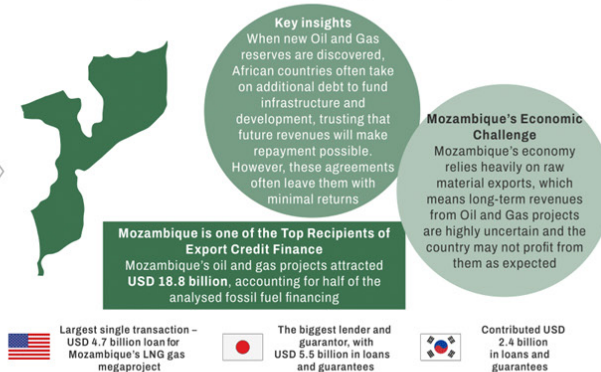 Key insights
When new Oil and Gas
reserves are discovered,
African countries often take
on additional debt to fund
infrastructure and
development, trusting that
future revenues will make
repayment possible.
However, these agreements
often leave them with
minimal returns
Mozambique's Economic
Challenge
Mozambique's economy
relies heavily on raw
material exports, which
means long-term revenues
from Oil and Gas projects
are highly uncertain and the
country may not profit from
them as expected
Mozambique is one of the Top Recipients of
Export Credit Finance
Mozambique's oil and gas projects attracted
USD 18.8 billion, accounting for half of the
analysed fossil fuel financing
Largest single transaction –
USD 4.7 billion loan for
Mozambique's LNG gas
megaproject
The biggest lender and
guarantor, with
USD 5.5 billion in loans
and guarantees
Contributed USD
2.4 billion
in loans and
guarantees